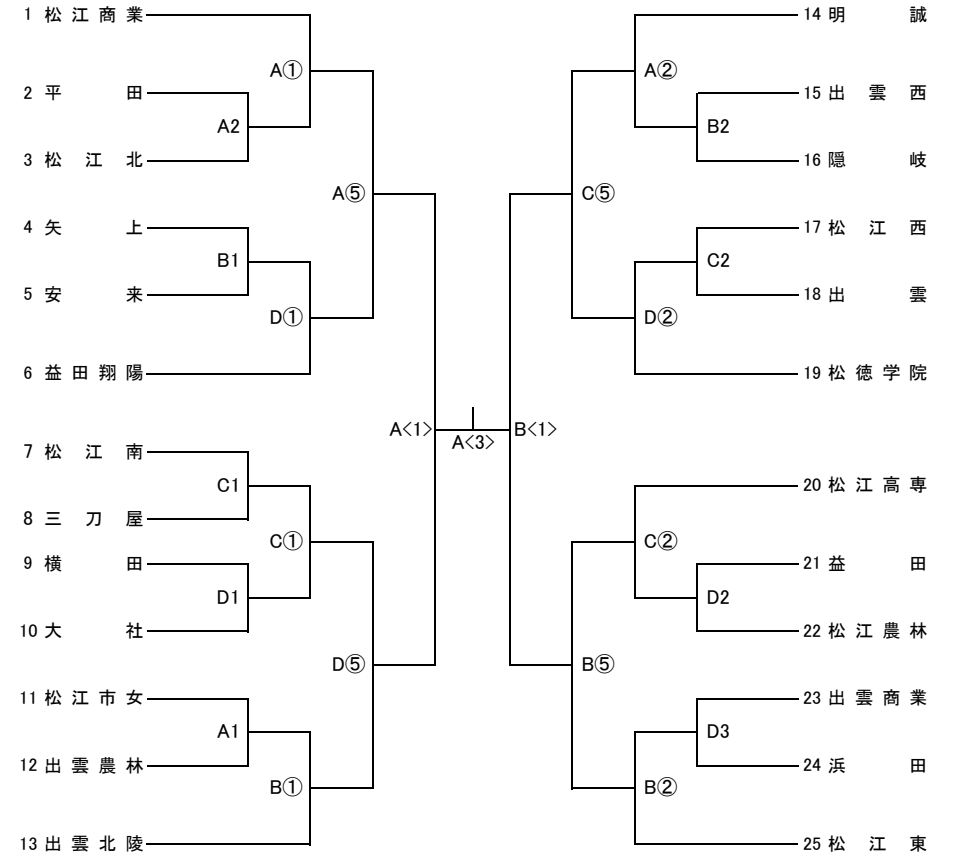 1 松江商業
14 明誠
A①
A②
2 平田
15 出雲西
A2
B2
3 松江北
16 隠岐
A⑤
C⑤
4 矢上
17 松江西
B1
C2
5 安来
18 出雲
D①
D②
6 益田翔陽
19 松徳学院
A<1>
A<3>
B<1>
7 松江南
C1
20 松江高専
8 三刀屋
C①
C②
9 横田
21 益田
D1
D2
10 大社
22 松江農林
D⑤
B⑤
11 松江市女
23 出雲商業
A1
D3
12 出雲農林
24 浜田
B①
B②
13 出雲北陵
25 松江東